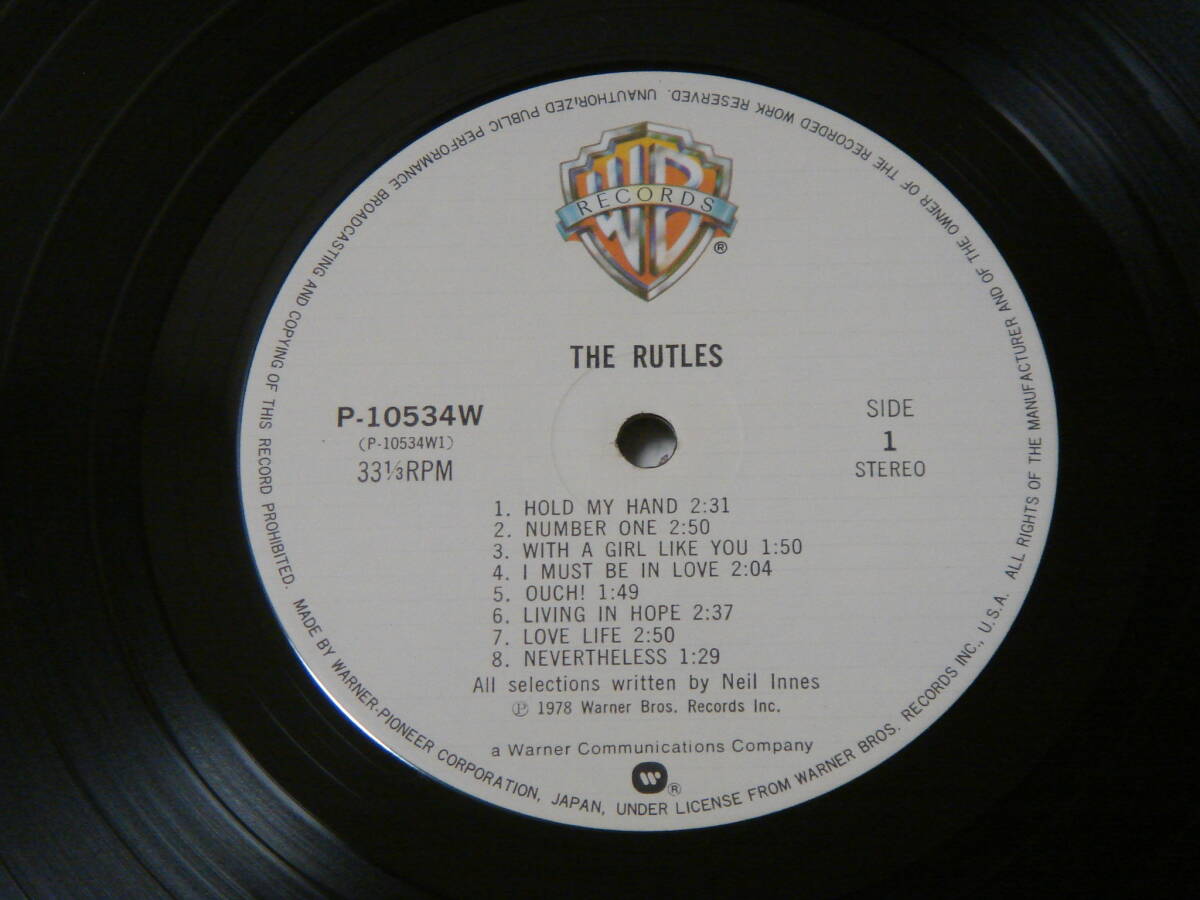 WB
RECORDS
®
THE RUTLES
P-10534W
(P-10534W1)
33⅓RPM
SIDE
1
STEREO
1. HOLD MY HAND 2:31
2. NUMBER ONE 2:50
3. WITH A GIRL LIKE YOU 1:50
4. I MUST BE IN LOVE 2:04
5. OUCH! 1:49
6. LIVING IN HOPE 2:37
7. LOVE LIFE 2:50
8. NEVERTHELESS 1:29
All selections written by Neil Innes
Ⓟ 1978 Warner Bros. Records Inc.
a Warner Communications Company
W®
MADE BY WARNER-PIONEER CORPORATION, JAPAN, UNDER LICENSE FROM WARNER BROS. RECORDS INC., U.S.A. ALL RIGHTS OF THE MANUFACTURER AND OF THE OWNER OF THE RECORDED WORK RESERVED. UNAUTHORIZED PUBLIC PERFORMANCE BROADCASTING AND COPYING OF THIS RECORD PROHIBITED.